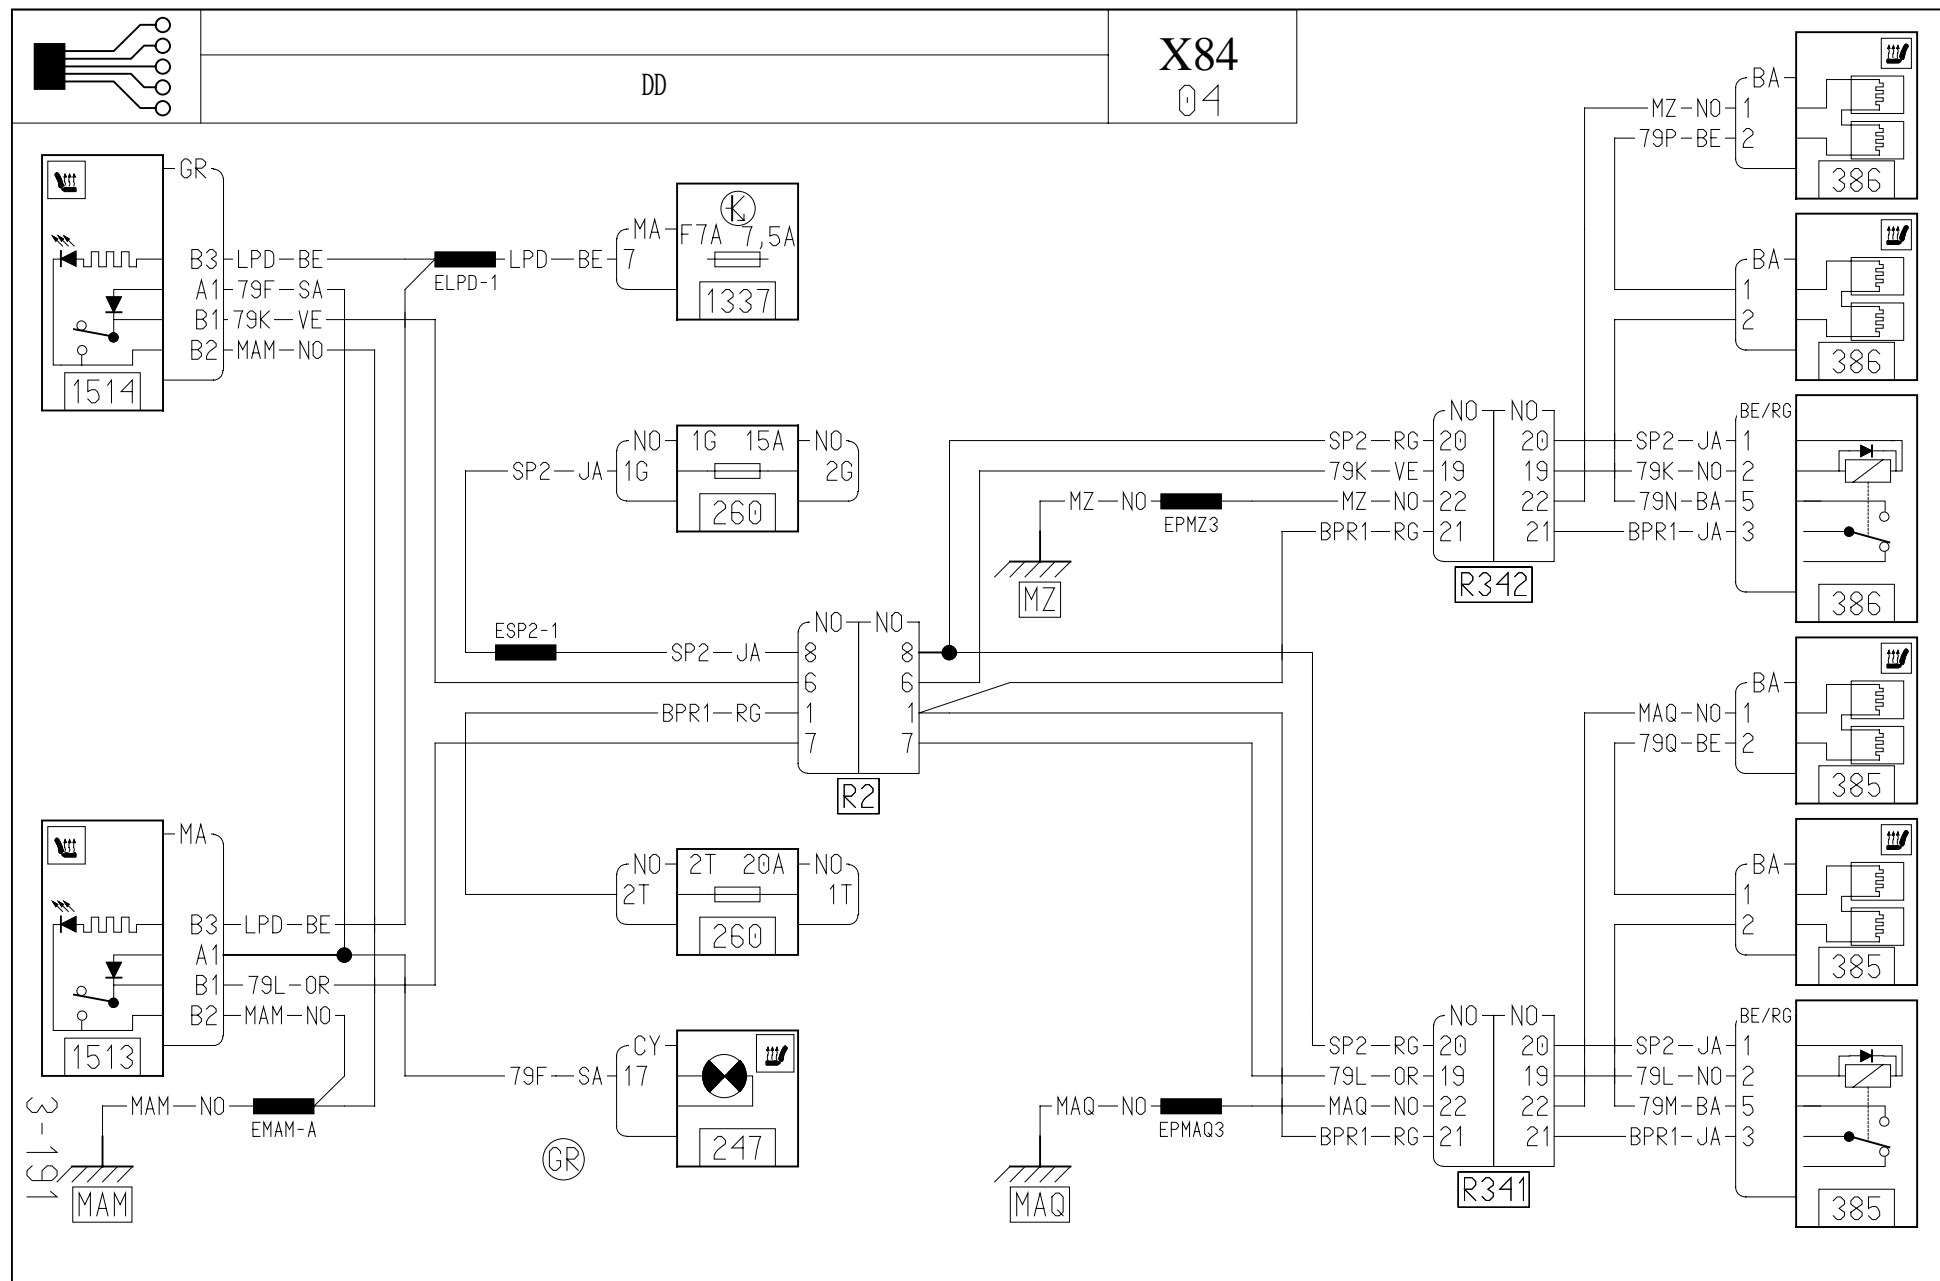 DD
X84
04
GR
B3 LPD BE
A1 79F SA
B1 79K VE
B2 MAM NO
1514
ELPD-1
LPD BE
MA
7
F7A 7,5A
1337
SP2 JA
NO
1G
1G 15A
NO
2G
260
ESP2-1
SP2 JA
BPR1 RG
NO NO
8 8
6 6
1 1
7 7
R2
NO
2T
2T 20A
NO
1T
260
MA
B3 LPD BE
A1
B1 79L OR
B2 MAM NO
1513
MAM NO
EMAM-A
MAM
3-191
79F SA
CY
17
247
GR
MZ NO
EPMZ3
MZ
NO NO
SP2 RG 20 20 SP2 JA 1
79K VE 19 19 79K NO 2
MZ NO 22 22 79N BA 5
BPR1 RG 21 21 BPR1 JA 3
R342
BE/RG
386
BA
MZ NO 1
79P BE 2
386
BA
1
2
386
BA
MAQ NO 1
79Q BE 2
385
BA
1
2
385
MAQ NO
EPMAQ3
MAQ
NO NO
SP2 RG 20 20 SP2 JA 1
79L OR 19 19 79L NO 2
MAQ NO 22 22 79M BA 5
BPR1 RG 21 21 BPR1 JA 3
R341
BE/RG
385